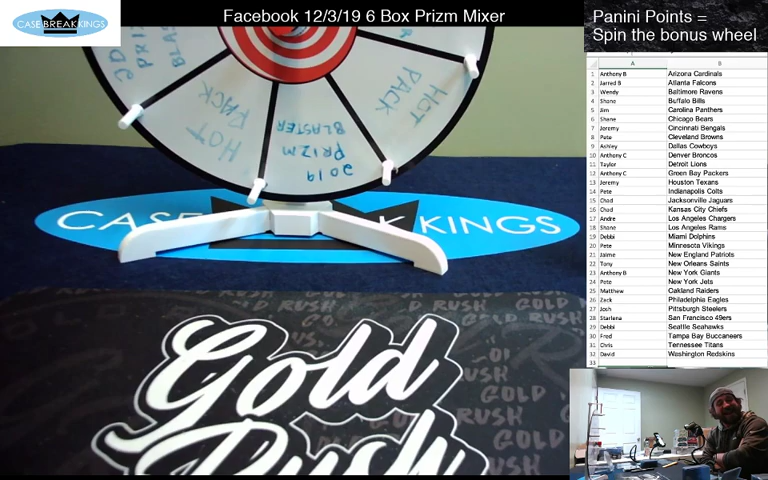 CASE BREAK KINGS
Facebook 12/3/19 6 Box Prizm Mixer
Panini Points =
Spin the bonus wheel
HOT
PACK
2019
PRIZM
BLASTER
HOT
PACK
CASE
K KINGS
Gold
Rush
GOLD RUSH
A B
1 Anthony B Arizona Cardinals
2 Jarred B Atlanta Falcons
3 Wendy Baltimore Ravens
4 Shane Buffalo Bills
5 Jim Carolina Panthers
6 Shane Chicago Bears
7 Jeremy Cincinnati Bengals
8 Pete Cleveland Browns
9 Ashley Dallas Cowboys
10 Anthony C Denver Broncos
11 Taylor Detroit Lions
12 Anthony C Green Bay Packers
13 Jeremy Houston Texans
14 Pete Indianapolis Colts
15 Chad Jacksonville Jaguars
16 Chad Kansas City Chiefs
17 Andre Los Angeles Chargers
18 Shane Los Angeles Rams
19 Debbi Miami Dolphins
20 Pete Minnesota Vikings
21 Jaime New England Patriots
22 Tony New Orleans Saints
23 Anthony B New York Giants
24 Pete New York Jets
25 Matthew Oakland Raiders
26 Zack Philadelphia Eagles
27 Josh Pittsburgh Steelers
28 Starlena San Francisco 49ers
29 Debbi Seattle Seahawks
30 Fred Tampa Bay Buccaneers
31 Chris Tennessee Titans
32 David Washington Redskins
33